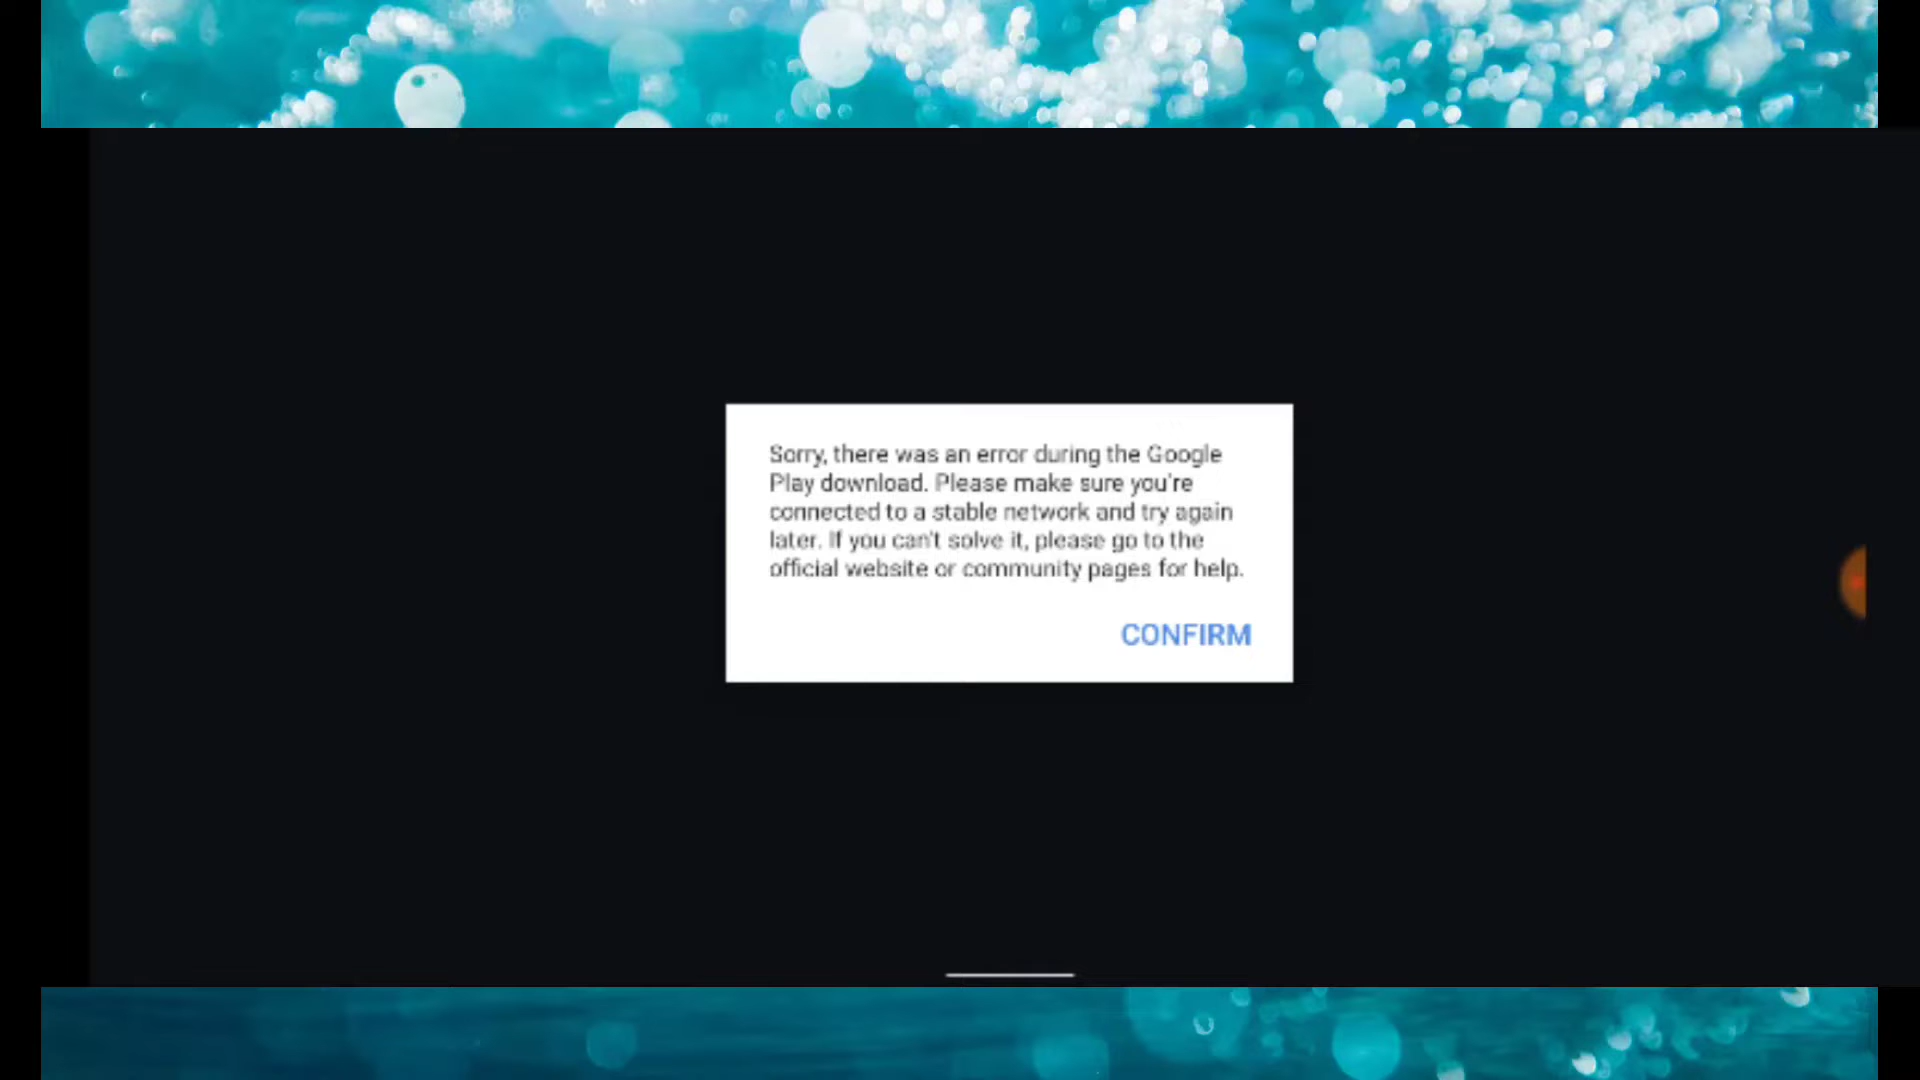 Sorry, there was an error during the Google
Play download. Please make sure you're
connected to a stable network and try again
later. If you can't solve it, please go to the
official website or community pages for help.
CONFIRM